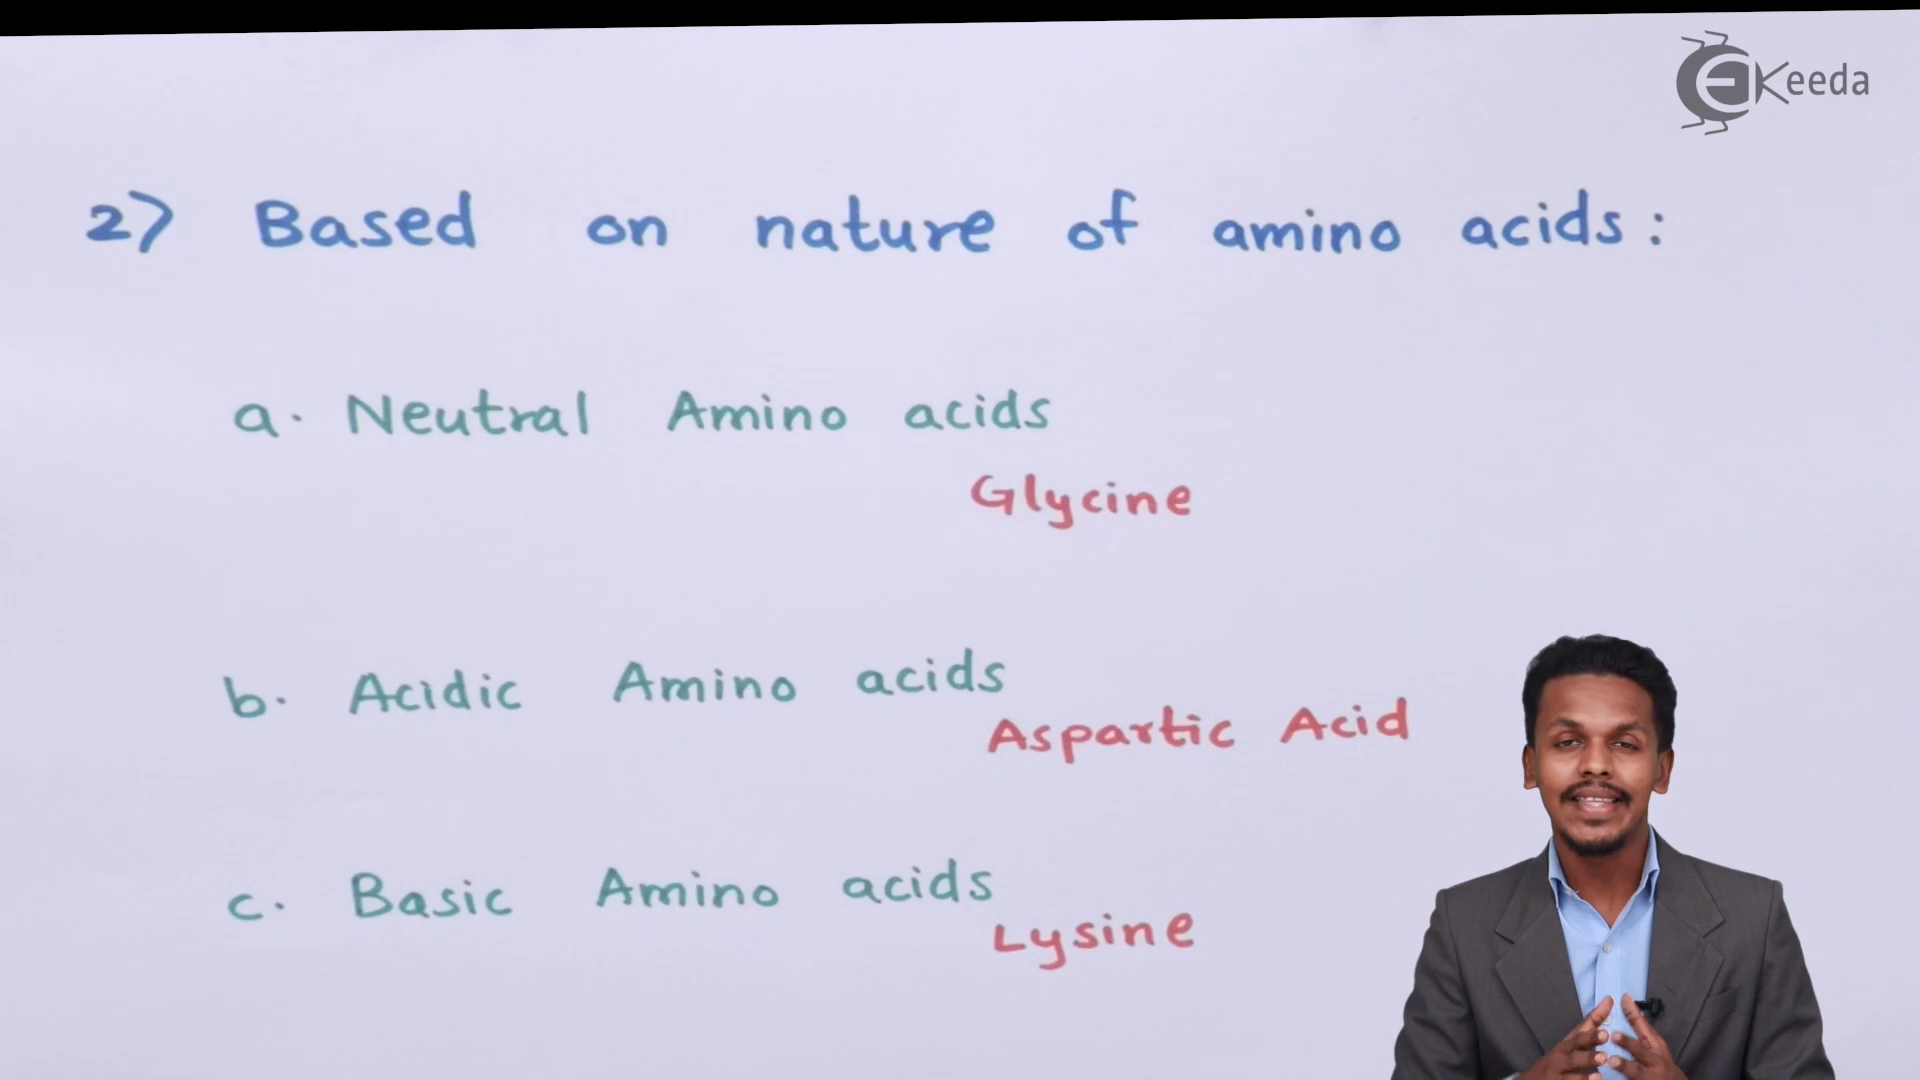 EKeeda
2) Based on nature of amino acids:
a. Neutral Amino acids
Glycine
b. Acidic Amino acids
Aspartic Acid
c. Basic Amino acids
Lysine